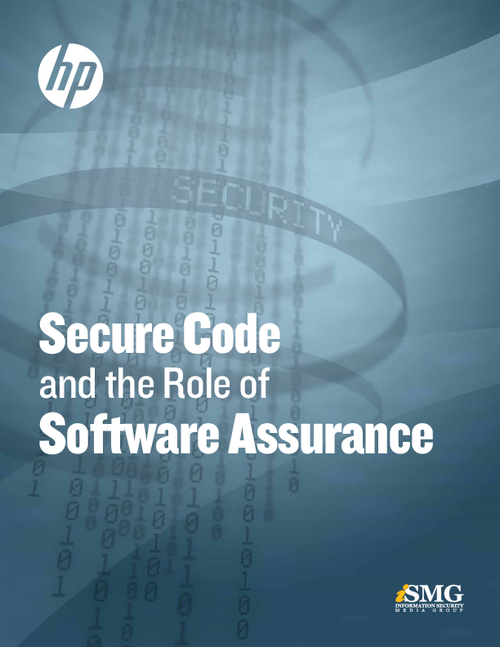 hp
SECURITY
Secure Code
and the Role of
Software Assurance
iSMG
INFORMATION SECURITY
MEDIA GROUP